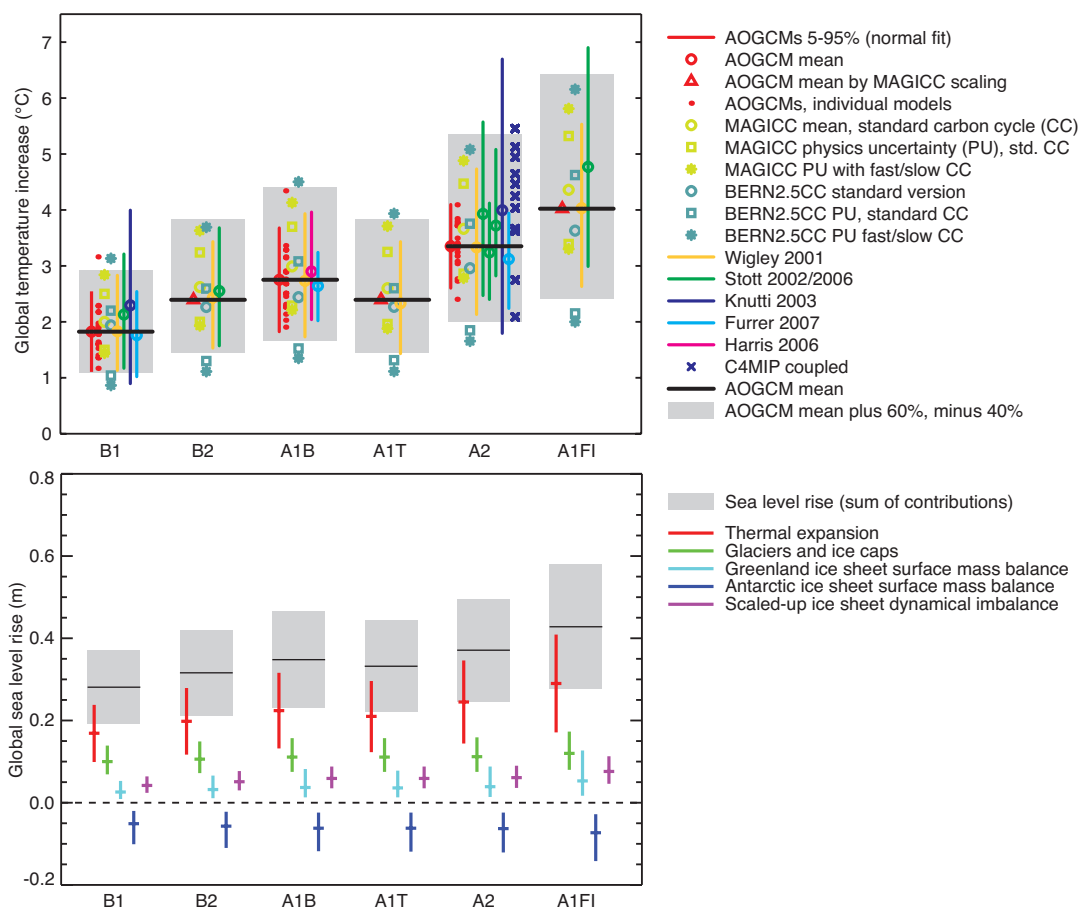 Global temperature increase (°C)
7
6
5
4
3
2
1
0
B1 B2 A1B A1T A2 A1FI
AOGCMs 5-95% (normal fit)
AOGCM mean
AOGCM mean by MAGICC scaling
AOGCMs, individual models
MAGICC mean, standard carbon cycle (CC)
MAGICC physics uncertainty (PU), std. CC
MAGICC PU with fast/slow CC
BERN2.5CC standard version
BERN2.5CC PU, standard CC
BERN2.5CC PU fast/slow CC
Wigley 2001
Stott 2002/2006
Knutti 2003
Furrer 2007
Harris 2006
C4MIP coupled
AOGCM mean
AOGCM mean plus 60%, minus 40%
Global sea level rise (m)
0.8
0.6
0.4
0.2
0.0
-0.2
B1 B2 A1B A1T A2 A1FI
Sea level rise (sum of contributions)
Thermal expansion
Glaciers and ice caps
Greenland ice sheet surface mass balance
Antarctic ice sheet surface mass balance
Scaled-up ice sheet dynamical imbalance